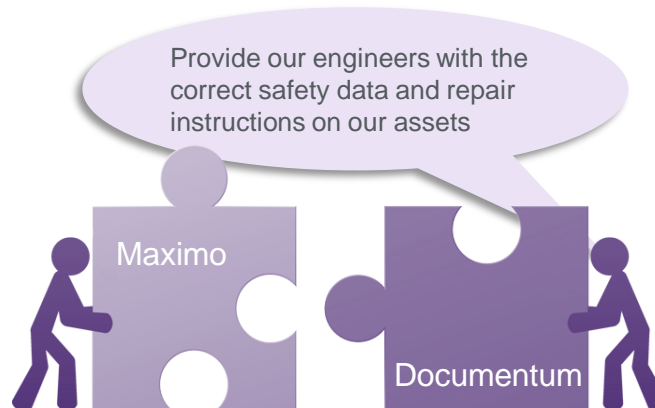 Provide our engineers with the
correct safety data and repair
instructions on our assets
Maximo
Documentum